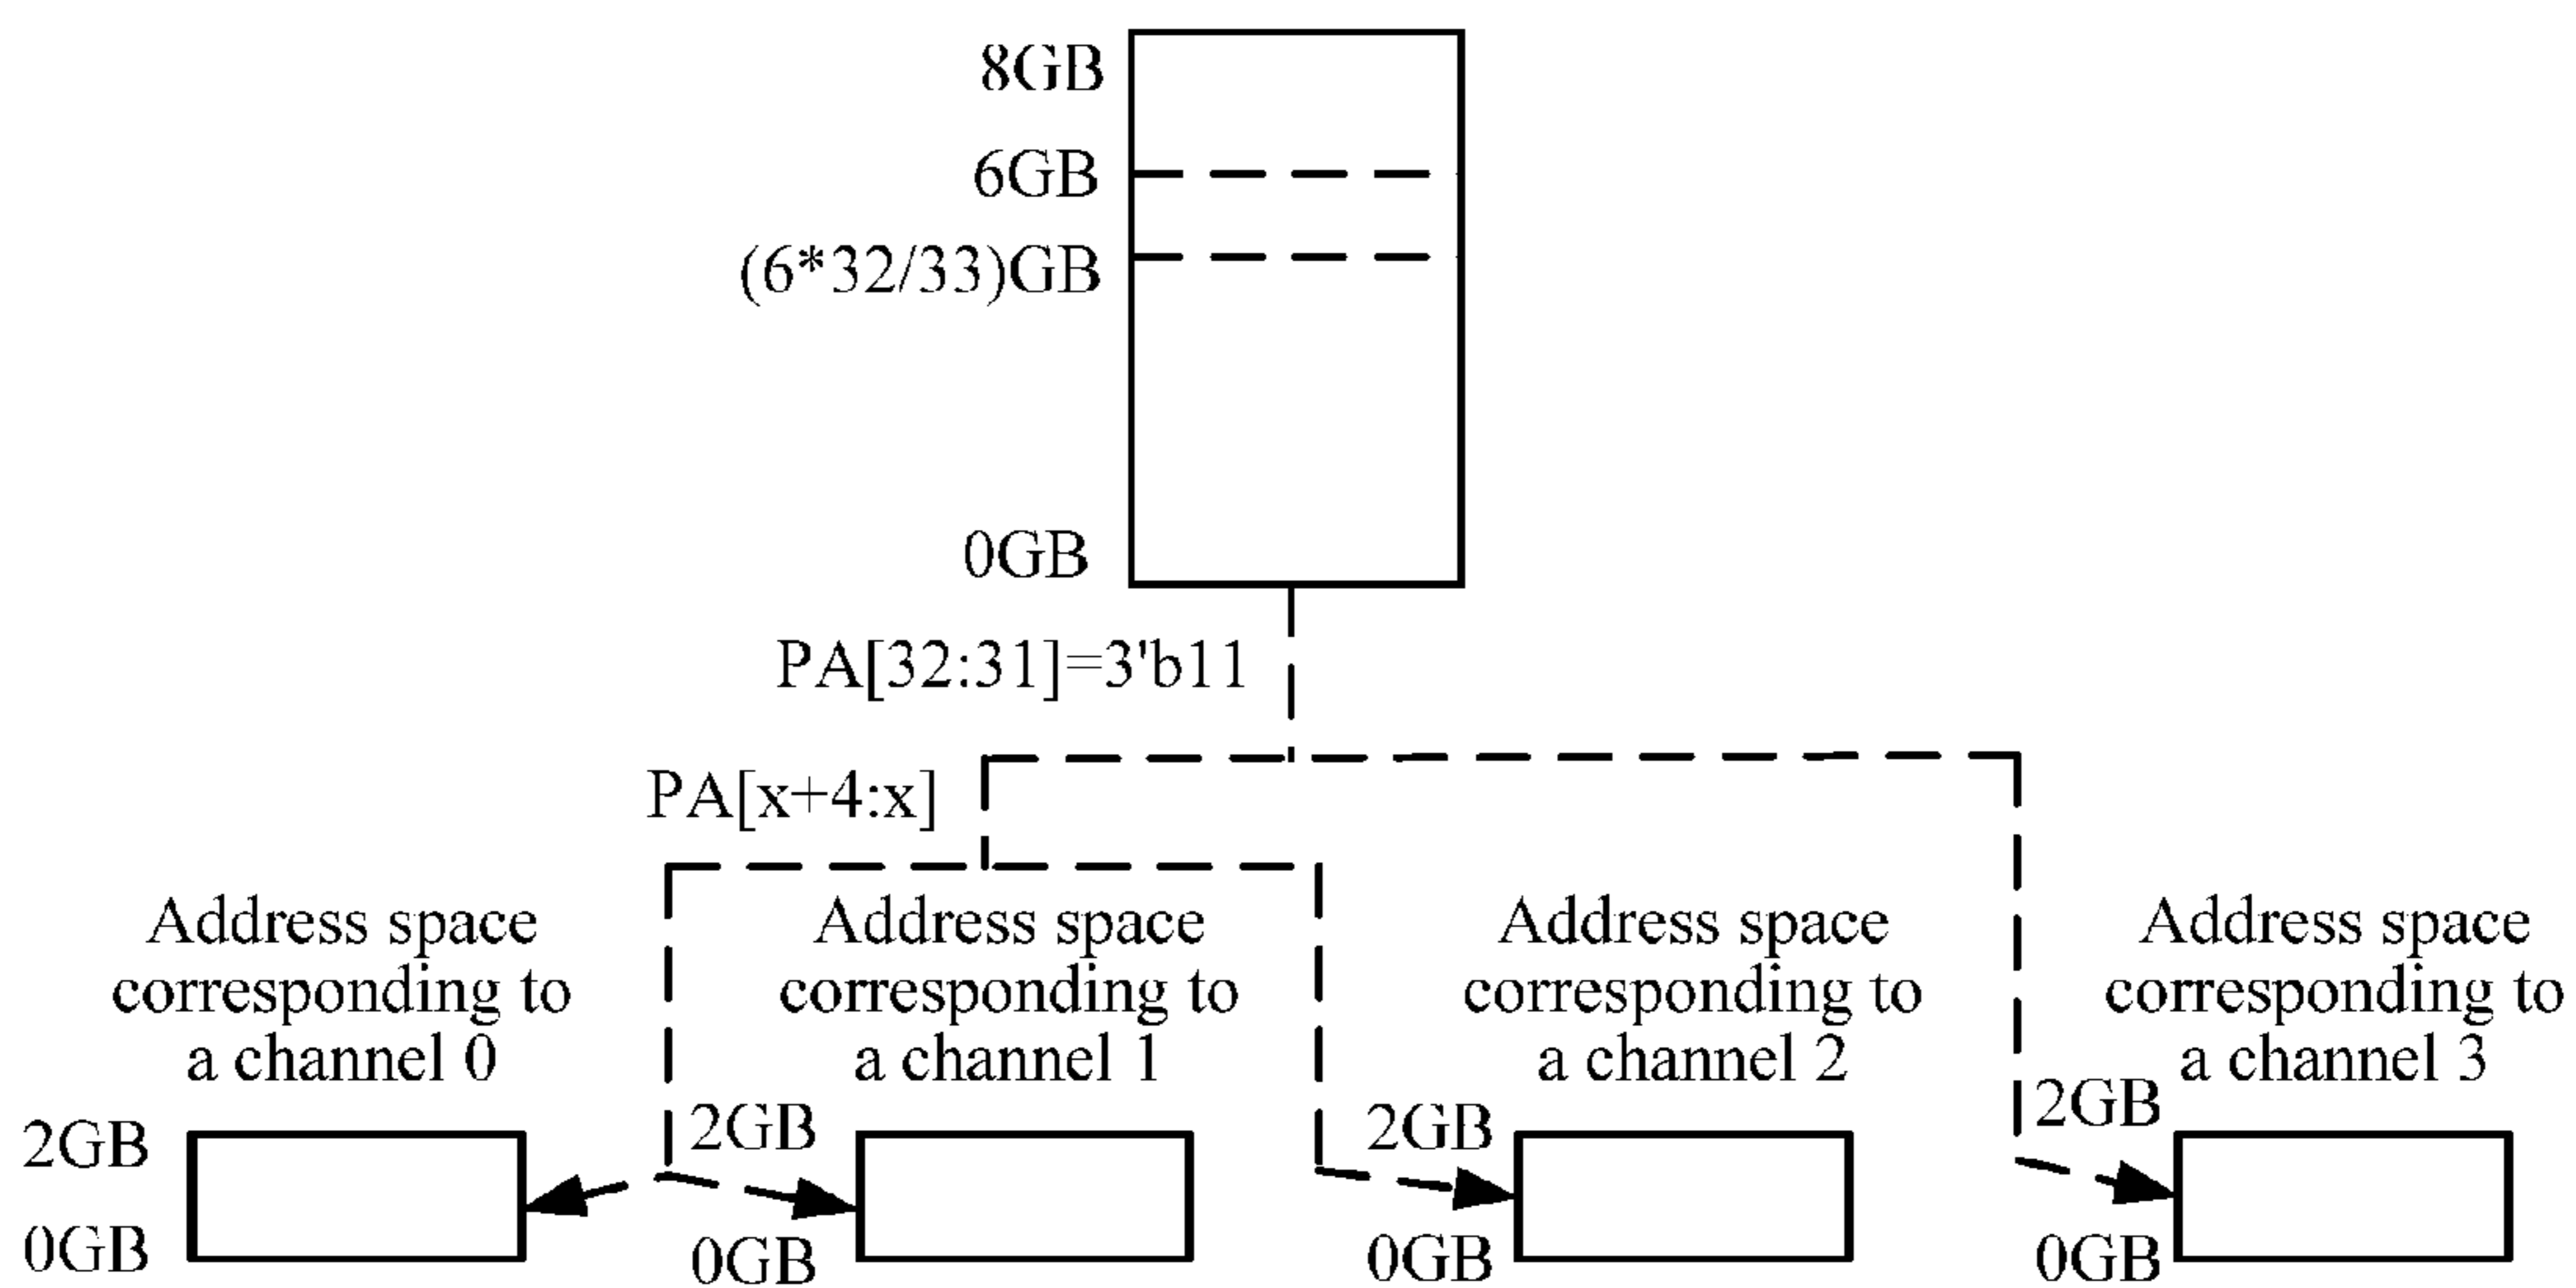 8GB
6GB
(6*32/33)GB
0GB
PA[32:31]=3'b11
PA[x+4:x]
Address space
corresponding to
a channel 0
2GB
0GB
Address space
corresponding to
a channel 1
2GB
0GB
Address space
corresponding to
a channel 2
2GB
0GB
Address space
corresponding to
a channel 3
2GB
0GB